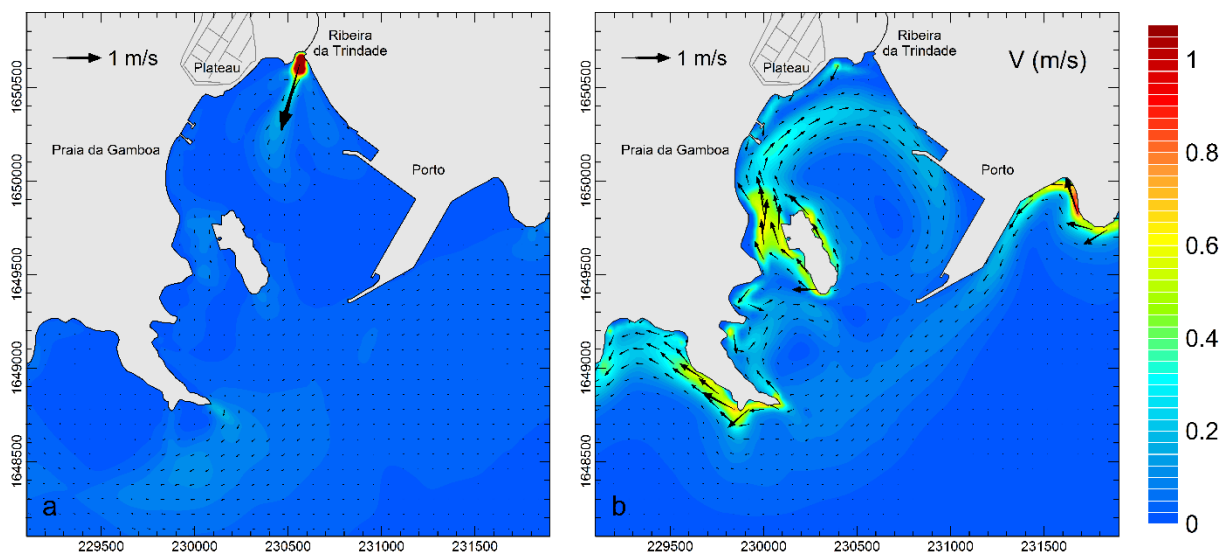 1 m/s
Ribeira
da Trindade
Plateau
Praia da Gamboa
Porto
a
1650500
1650000
1649500
1649000
1648500
229500
230000
230500
231000
231500
1 m/s
Ribeira
da Trindade
Plateau
V (m/s)
Praia da Gamboa
Porto
b
1650500
1650000
1649500
1649000
1648500
229500
230000
230500
231000
231500
1
0.8
0.6
0.4
0.2
0